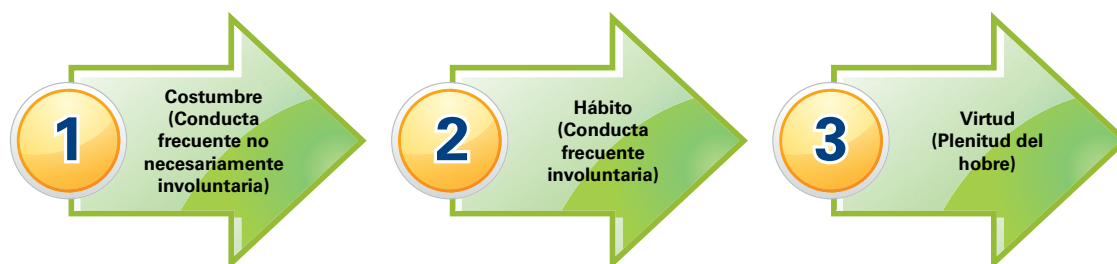 1
Costumbre
(Conducta
frecuente no
necesariamente
involuntaria)
2
Hábito
(Conducta
frecuente
involuntaria)
3
Virtud
(Plenitud del
hobre)